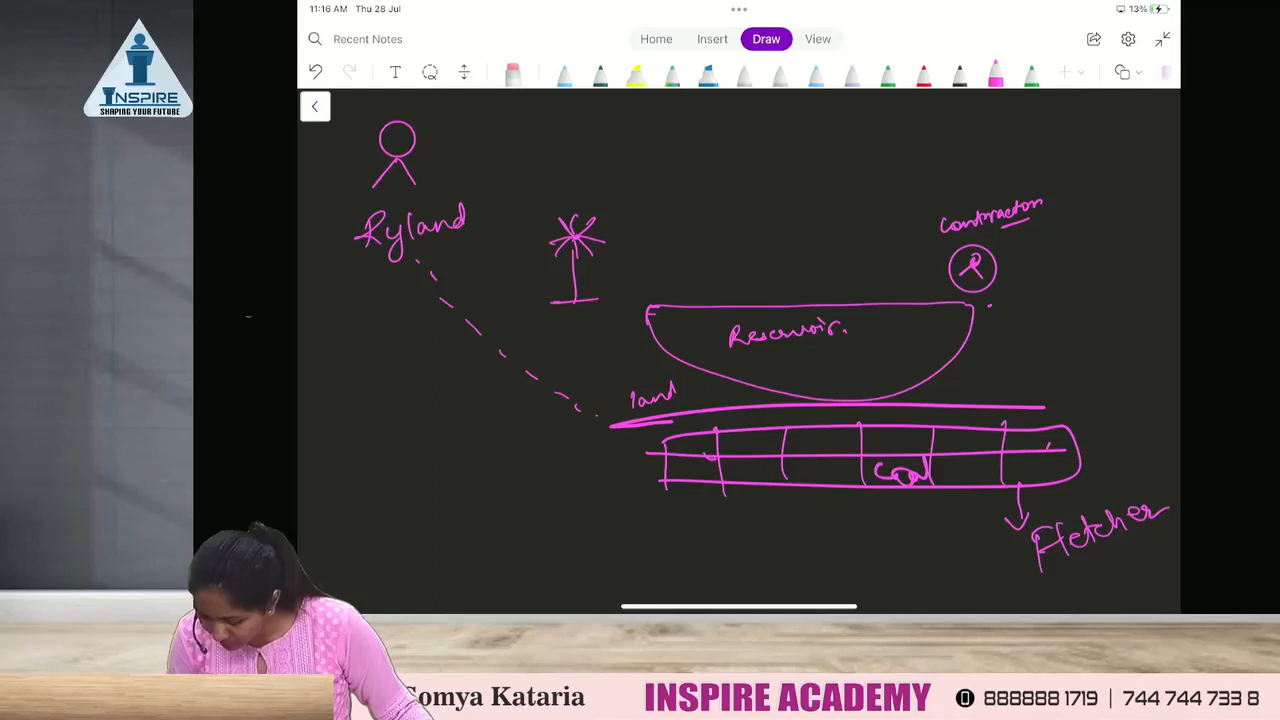 11:16 AM Thu 28 Jul
13%
Recent Notes
Home Insert Draw View
INSPIRE
SHAPING YOUR FUTURE
Contractor
Ryland
Reservoir.
land
Coal
Fletcher
Somya Kataria
INSPIRE ACADEMY
888888 1719 | 744 744 733 8